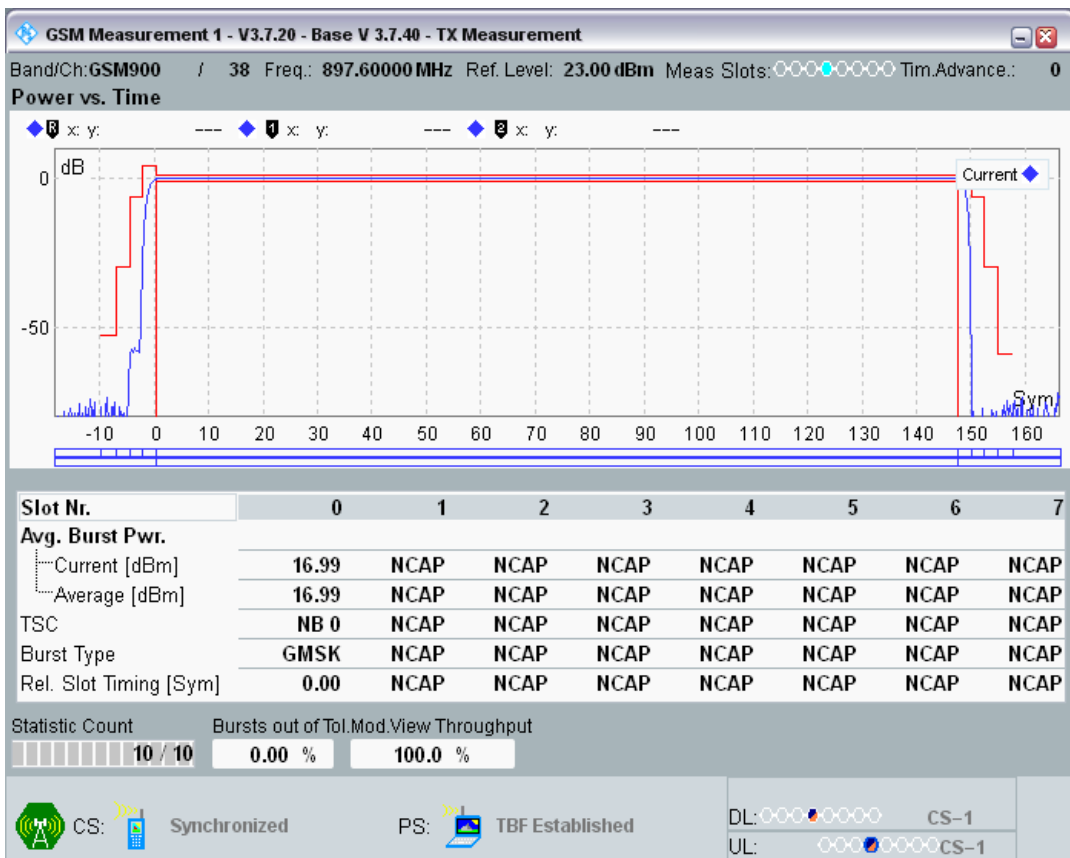 GSM Measurement 1 - V3.7.20 - Base V 3.7.40 - TX Measurement
Band/Ch:GSM900 / 38 Freq.: 897.60000 MHz Ref. Level: 23.00 dBm Meas Slots: Tim.Advance.: 0
Power vs. Time
R x: y: --- 1 x: y: --- 2 x: y: ---
dB
Current
0
-50
Sym
-10 0 10 20 30 40 50 60 70 80 90 100 110 120 130 140 150 160
Slot Nr. 0 1 2 3 4 5 6 7
Avg. Burst Pwr.
Current [dBm] 16.99 NCAP NCAP NCAP NCAP NCAP NCAP NCAP
Average [dBm] 16.99 NCAP NCAP NCAP NCAP NCAP NCAP NCAP
TSC NB 0 NCAP NCAP NCAP NCAP NCAP NCAP NCAP
Burst Type GMSK NCAP NCAP NCAP NCAP NCAP NCAP NCAP
Rel. Slot Timing [Sym] 0.00 NCAP NCAP NCAP NCAP NCAP NCAP NCAP
Statistic Count Bursts out of Tol.Mod.View Throughput
10 / 10 0.00 % 100.0 %
CS: Synchronized PS: TBF Established
DL: CS-1
UL: CS-1